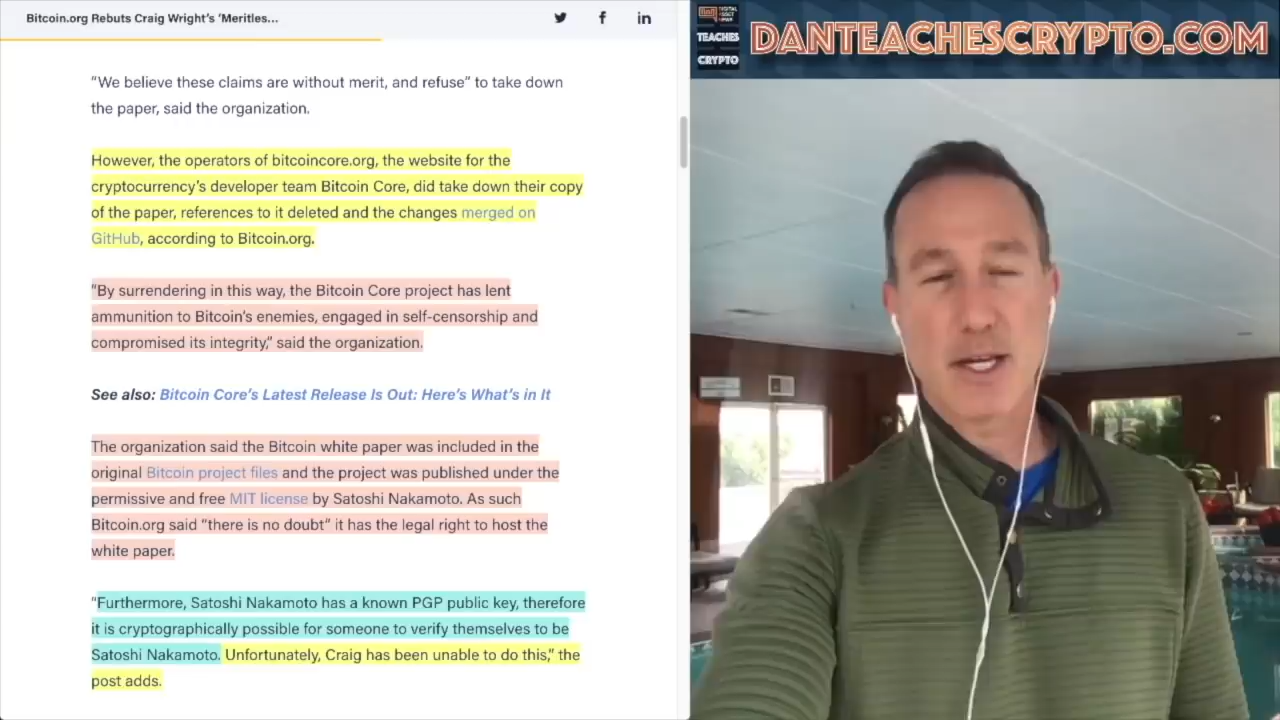 Bitcoin.org Rebuts Craig Wright's 'Meritless...
"We believe these claims are without merit, and refuse" to take down
the paper, said the organization.
However, the operators of bitcoincore.org, the website for the
cryptocurrency's developer team Bitcoin Core, did take down their copy
of the paper, references to it deleted and the changes merged on
GitHub, according to Bitcoin.org.
"By surrendering in this way, the Bitcoin Core project has lent
ammunition to Bitcoin's enemies, engaged in self-censorship and
compromised its integrity," said the organization.
See also: Bitcoin Core's Latest Release Is Out: Here's What's in It
The organization said the Bitcoin white paper was included in the
original Bitcoin project files and the project was published under the
permissive and free MIT license by Satoshi Nakamoto. As such
Bitcoin.org said "there is no doubt" it has the legal right to host the
white paper.
"Furthermore, Satoshi Nakamoto has a known PGP public key, therefore
it is cryptographically possible for someone to verify themselves to be
Satoshi Nakamoto. Unfortunately, Craig has been unable to do this," the
post adds.
TEACHES
CRYPTO
DANTEACHESCRYPTO.COM